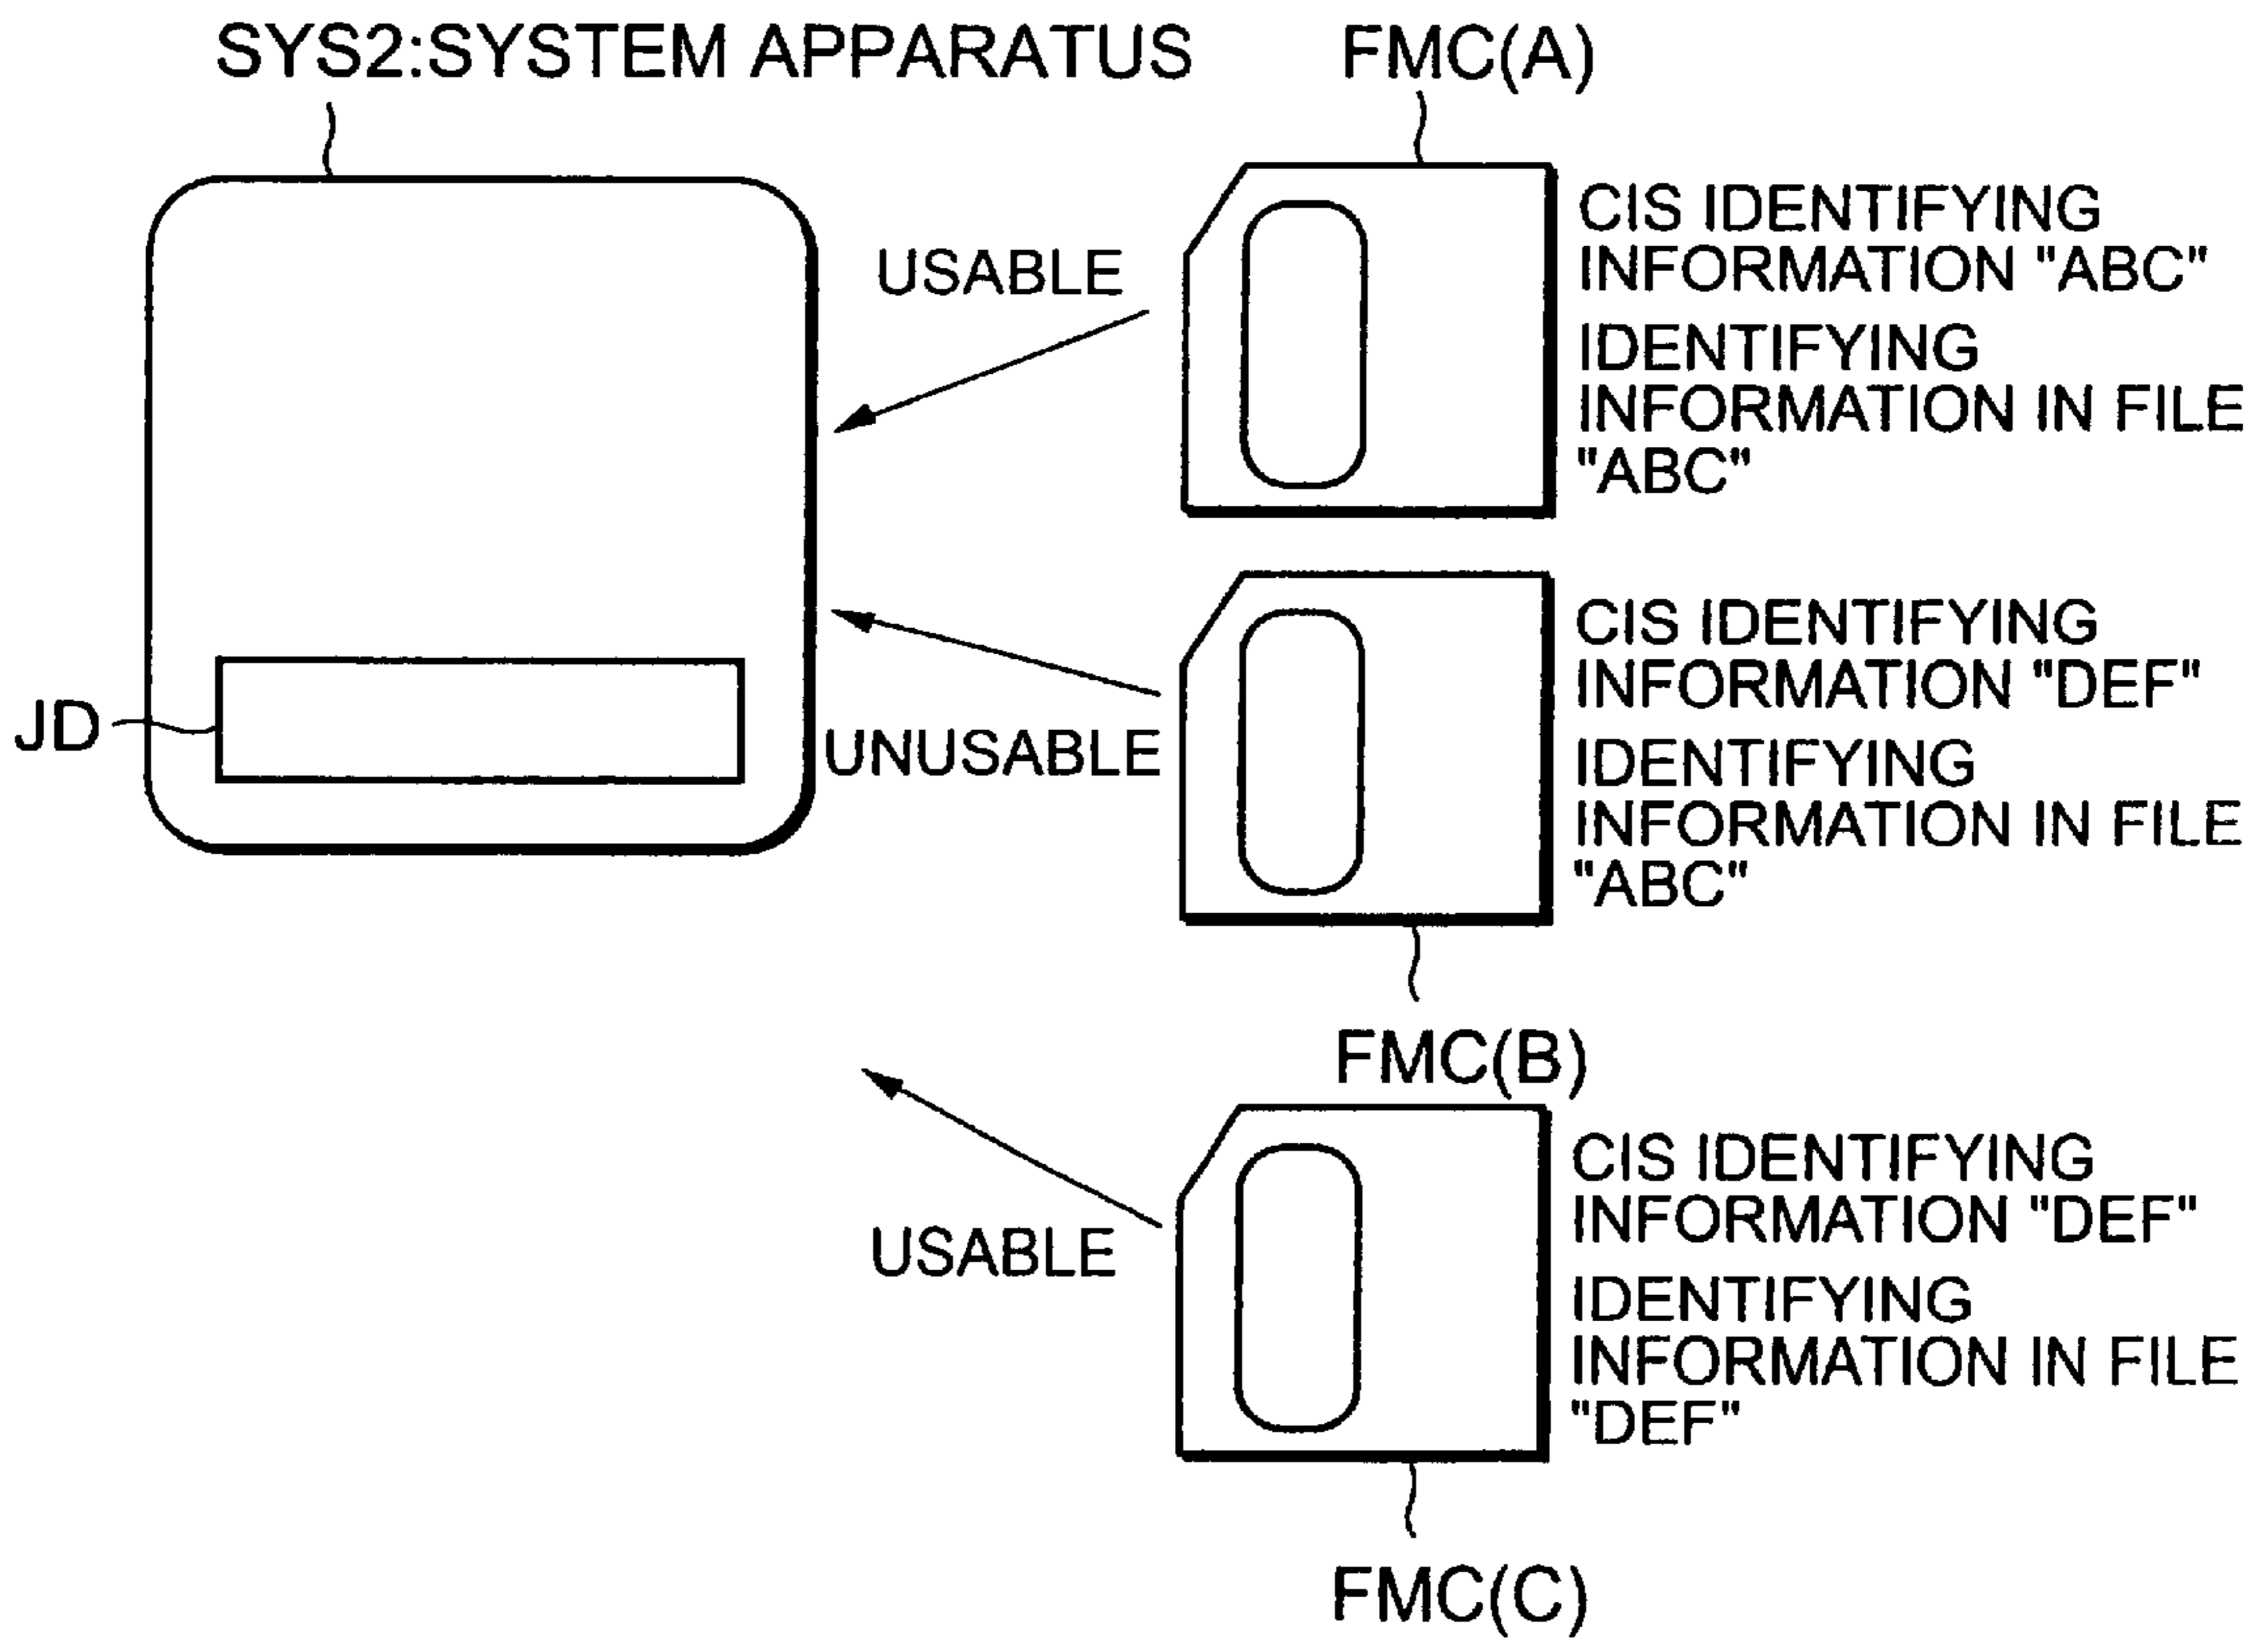 SYS2:SYSTEM APPARATUS
FMC(A)
CIS IDENTIFYING
INFORMATION "ABC"
IDENTIFYING
INFORMATION IN FILE
"ABC"
USABLE
CIS IDENTIFYING
INFORMATION "DEF"
IDENTIFYING
INFORMATION IN FILE
"ABC"
JD
UNUSABLE
FMC(B)
CIS IDENTIFYING
INFORMATION "DEF"
IDENTIFYING
INFORMATION IN FILE
"DEF"
USABLE
FMC(C)